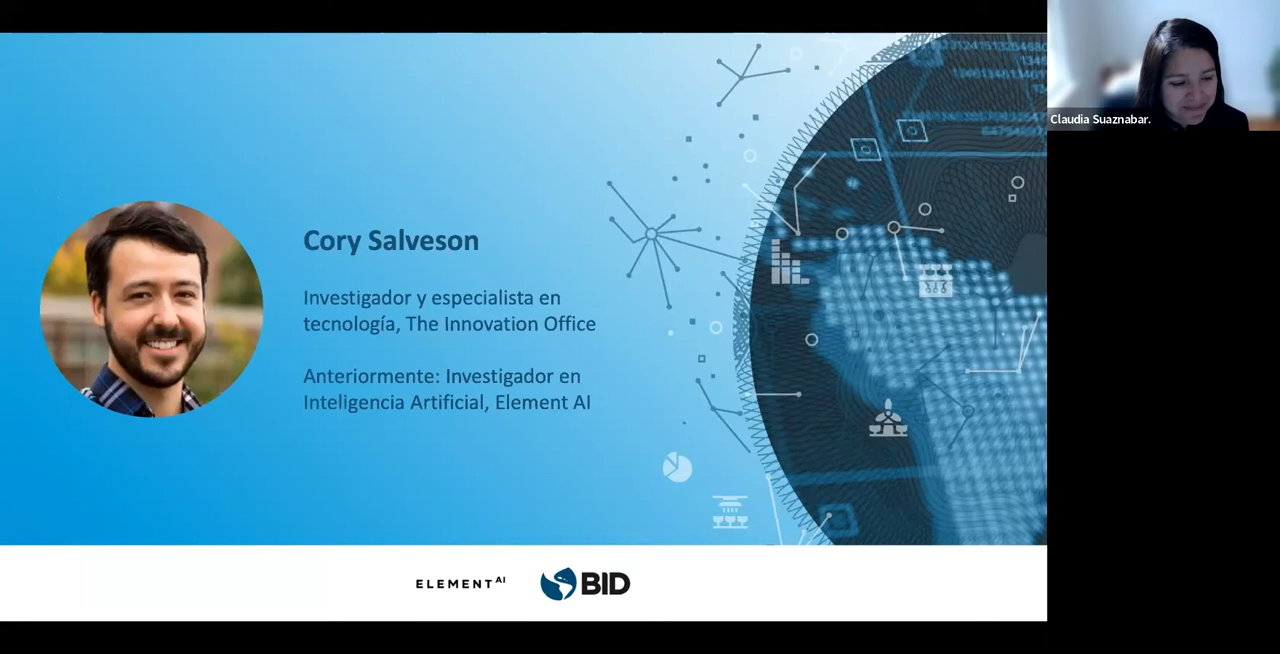 Cory Salveson
Investigador y especialista en
tecnología, The Innovation Office
Anteriormente: Investigador en
Inteligencia Artificial, Element AI
ELEMENT AI
BID
Claudia Suaznabar.